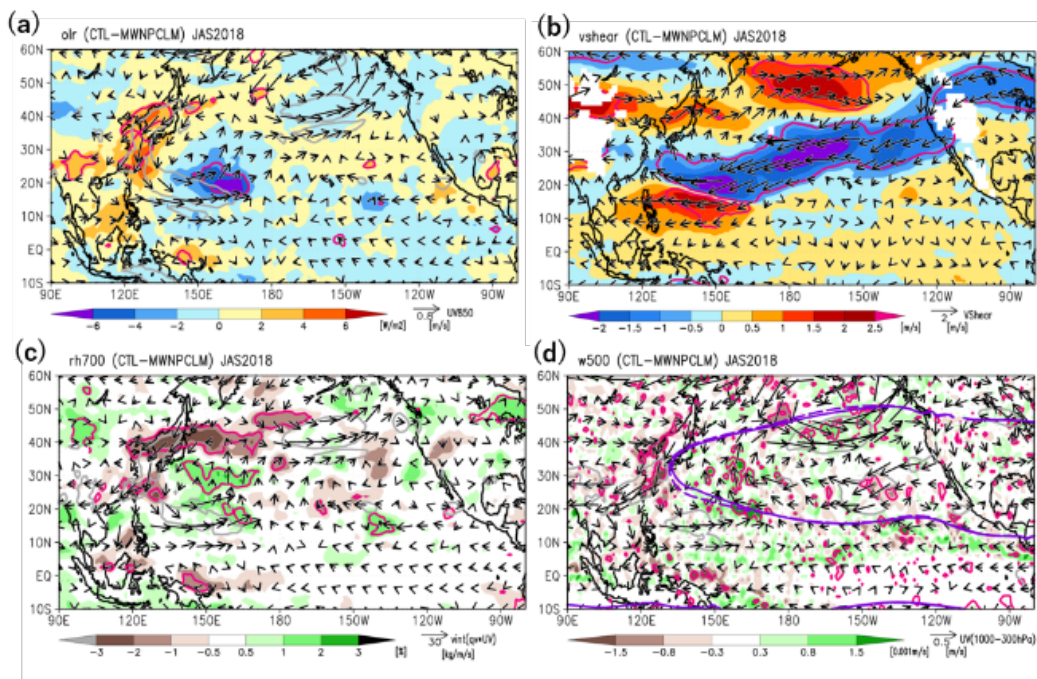 (a) olr (CTL-MWNPCLM) JAS2018
60N
50N
40N
30N
20N
10N
EQ
10S
-15
90E 120E 150E 180 150W 120W 90W
-6 -4 -2 0 2 4 6 [W/m2] 0.8 UV850 [m/s]
(b) vshear (CTL-MWNPCLM) JAS2018
60N
50N
40N
30N
20N
10N
EQ
10S
90E 120E 150E 180 150W 120W 90W
-2 -1.5 -1 -0.5 0 0.5 1 1.5 2 2.5 [m/s] 2 VShear [m/s]
(c) rh700 (CTL-MWNPCLM) JAS2018
60N
50N
40N
30N
20N
10N
EQ
10S
90E 120E 150E 180 150W 120W 90W
-3 -2 -1 -0.5 0.5 1 2 3 [%] 30 vint(qv*UV) [kg/m/s]
(d) w500 (CTL-MWNPCLM) JAS2018
60N
50N
40N
30N
20N
10N
EQ
10S
90E 120E 150E 180 150W 120W 90W
-1.5 -0.8 -0.3 0.3 0.8 1.5 [0.001m/s] 0.5 UV(1000-300hPa) [m/s]